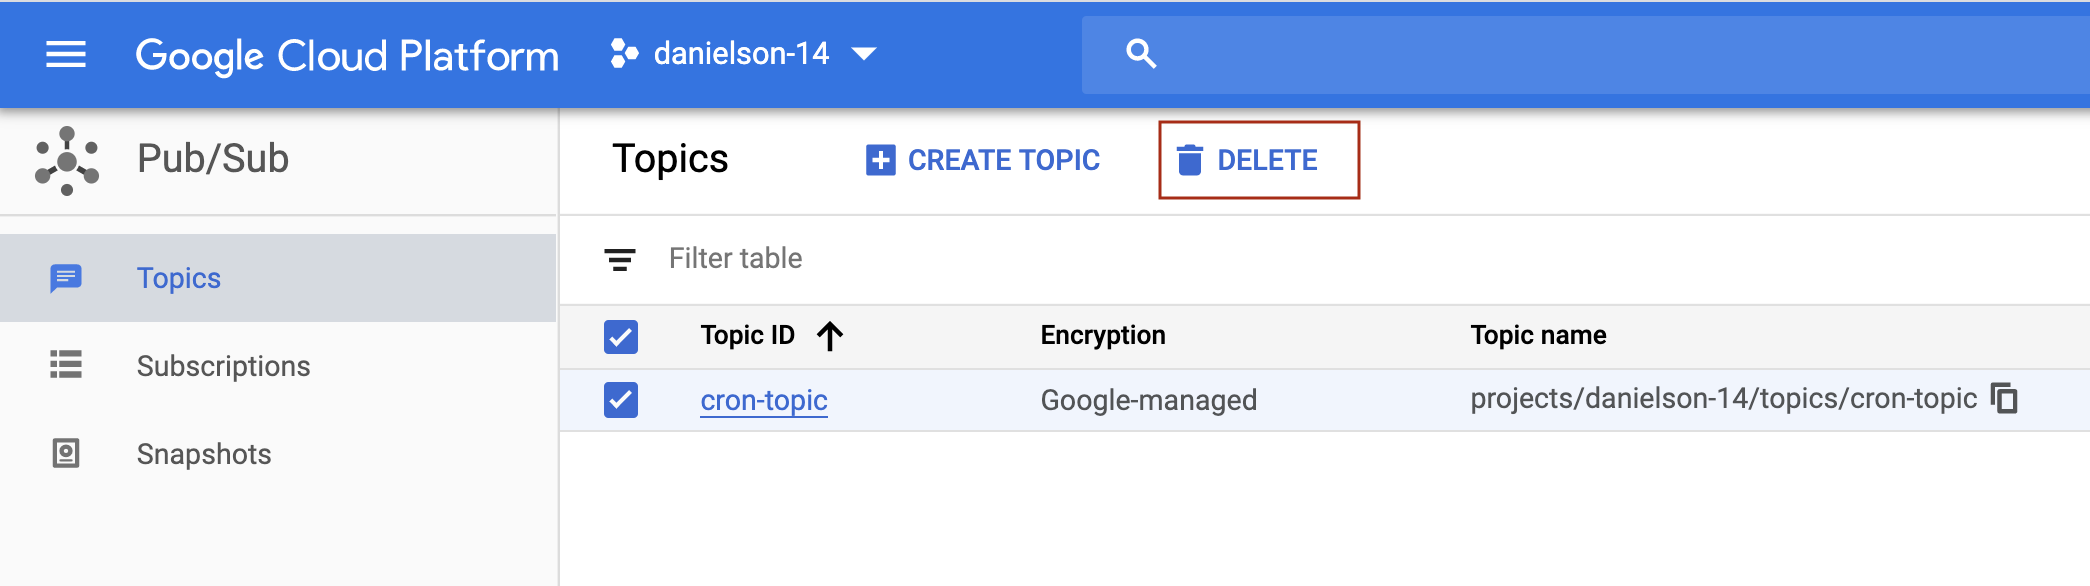 Google Cloud Platform danielson-14
Pub/Sub
Topics
Subscriptions
Snapshots
Topics CREATE TOPIC DELETE
Filter table
Topic ID Encryption Topic name
cron-topic Google-managed projects/danielson-14/topics/cron-topic